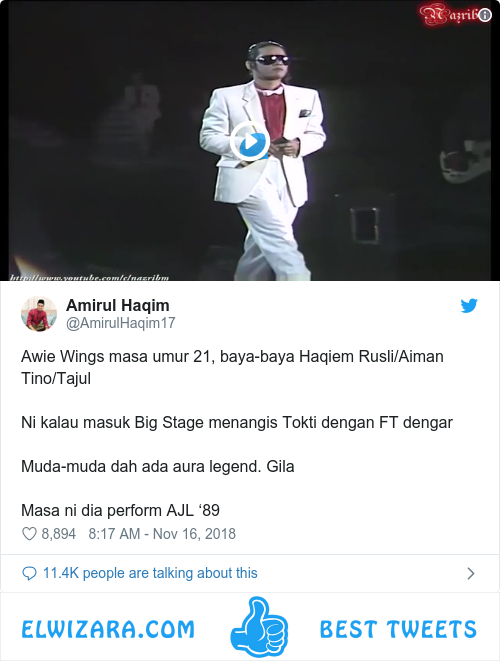 Nazrib
http://www.youtube.com/c/nazribm
Amirul Haqim
@AmirulHaqim17
Awie Wings masa umur 21, baya-baya Haqiem Rusli/Aiman
Tino/Tajul
Ni kalau masuk Big Stage menangis Tokti dengan FT dengar
Muda-muda dah ada aura legend. Gila
Masa ni dia perform AJL ‘89
8,894 8:17 AM - Nov 16, 2018
11.4K people are talking about this
ELWIZARA.COM BEST TWEETS